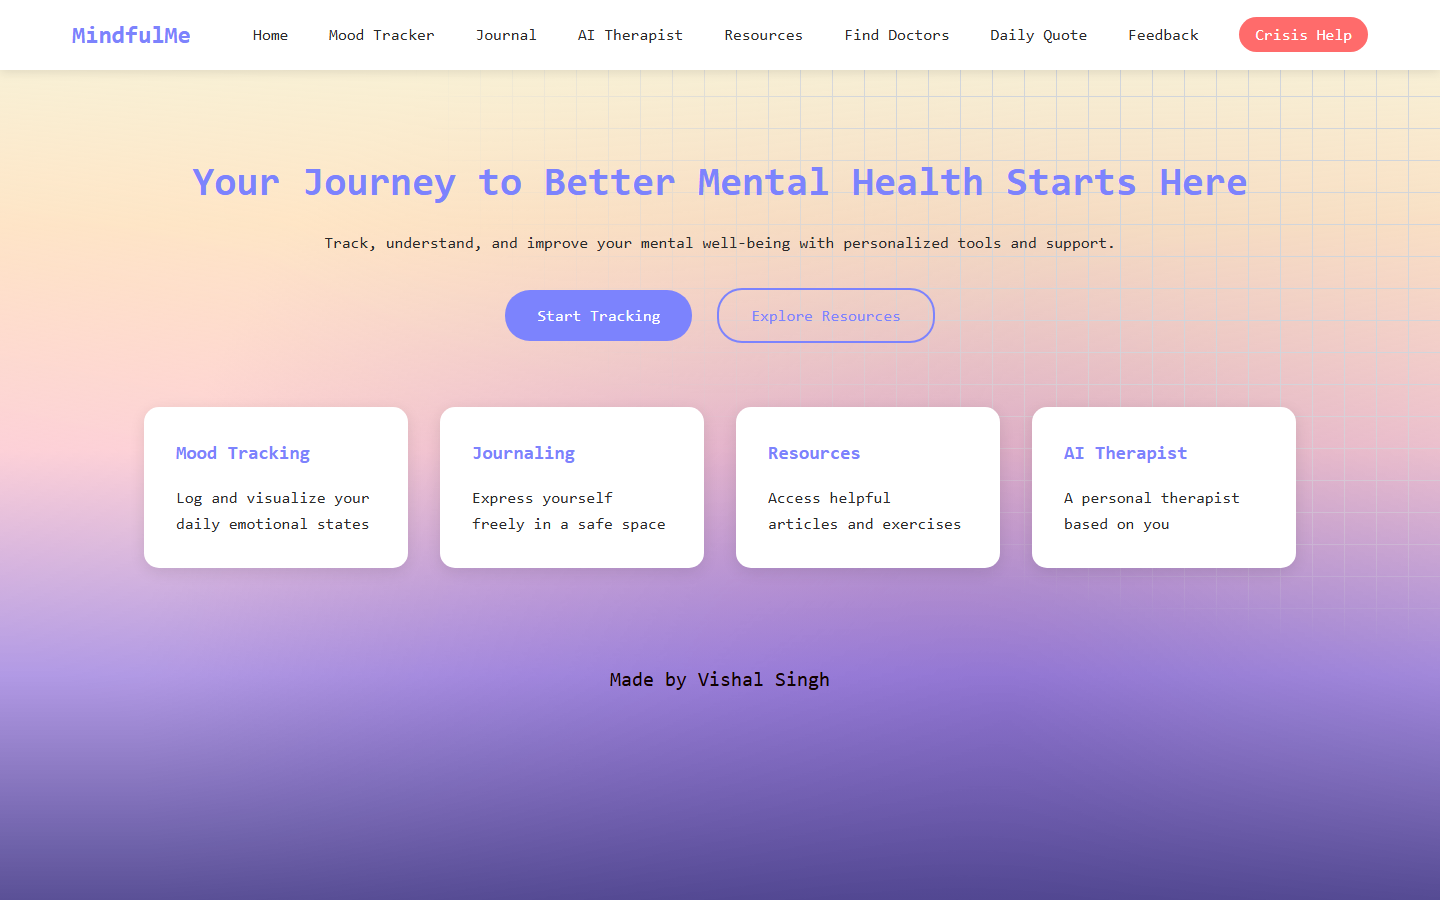 MindfulMe Home Mood Tracker Journal AI Therapist Resources Find Doctors Daily Quote Feedback Crisis Help
Your Journey to Better Mental Health Starts Here
Track, understand, and improve your mental well-being with personalized tools and support.
Start Tracking Explore Resources
Mood Tracking
Log and visualize your
daily emotional states
Journaling
Express yourself
freely in a safe space
Resources
Access helpful
articles and exercises
AI Therapist
A personal therapist
based on you
Made by Vishal Singh